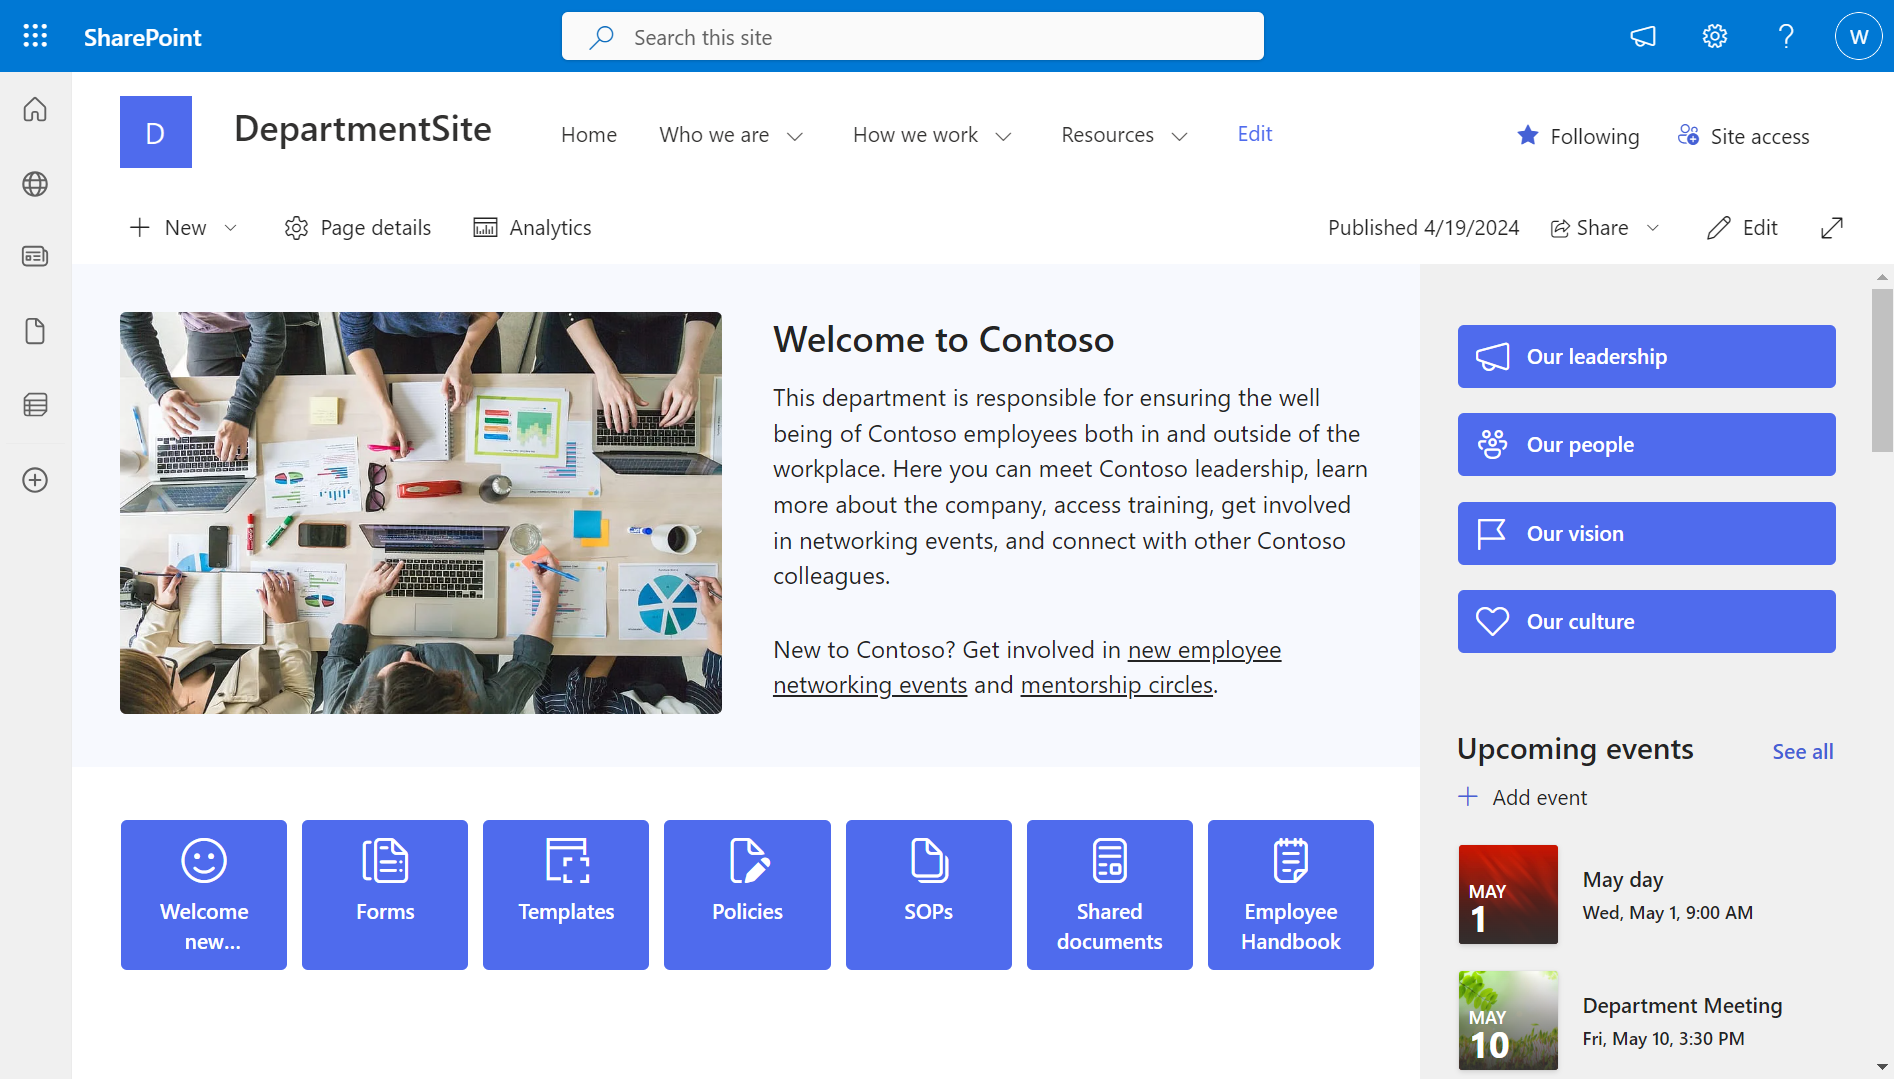 SharePoint
Search this site
W
D
DepartmentSite
Home
Who we are
How we work
Resources
Edit
Following
Site access
New
Page details
Analytics
Published 4/19/2024
Share
Edit
Welcome to Contoso
This department is responsible for ensuring the well
being of Contoso employees both in and outside of the
workplace. Here you can meet Contoso leadership, learn
more about the company, access training, get involved
in networking events, and connect with other Contoso
colleagues.
New to Contoso? Get involved in new employee
networking events and mentorship circles.
Our leadership
Our people
Our vision
Our culture
Upcoming events
See all
Add event
MAY
1
May day
Wed, May 1, 9:00 AM
MAY
10
Department Meeting
Fri, May 10, 3:30 PM
Welcome
new...
Forms
Templates
Policies
SOPs
Shared
documents
Employee
Handbook